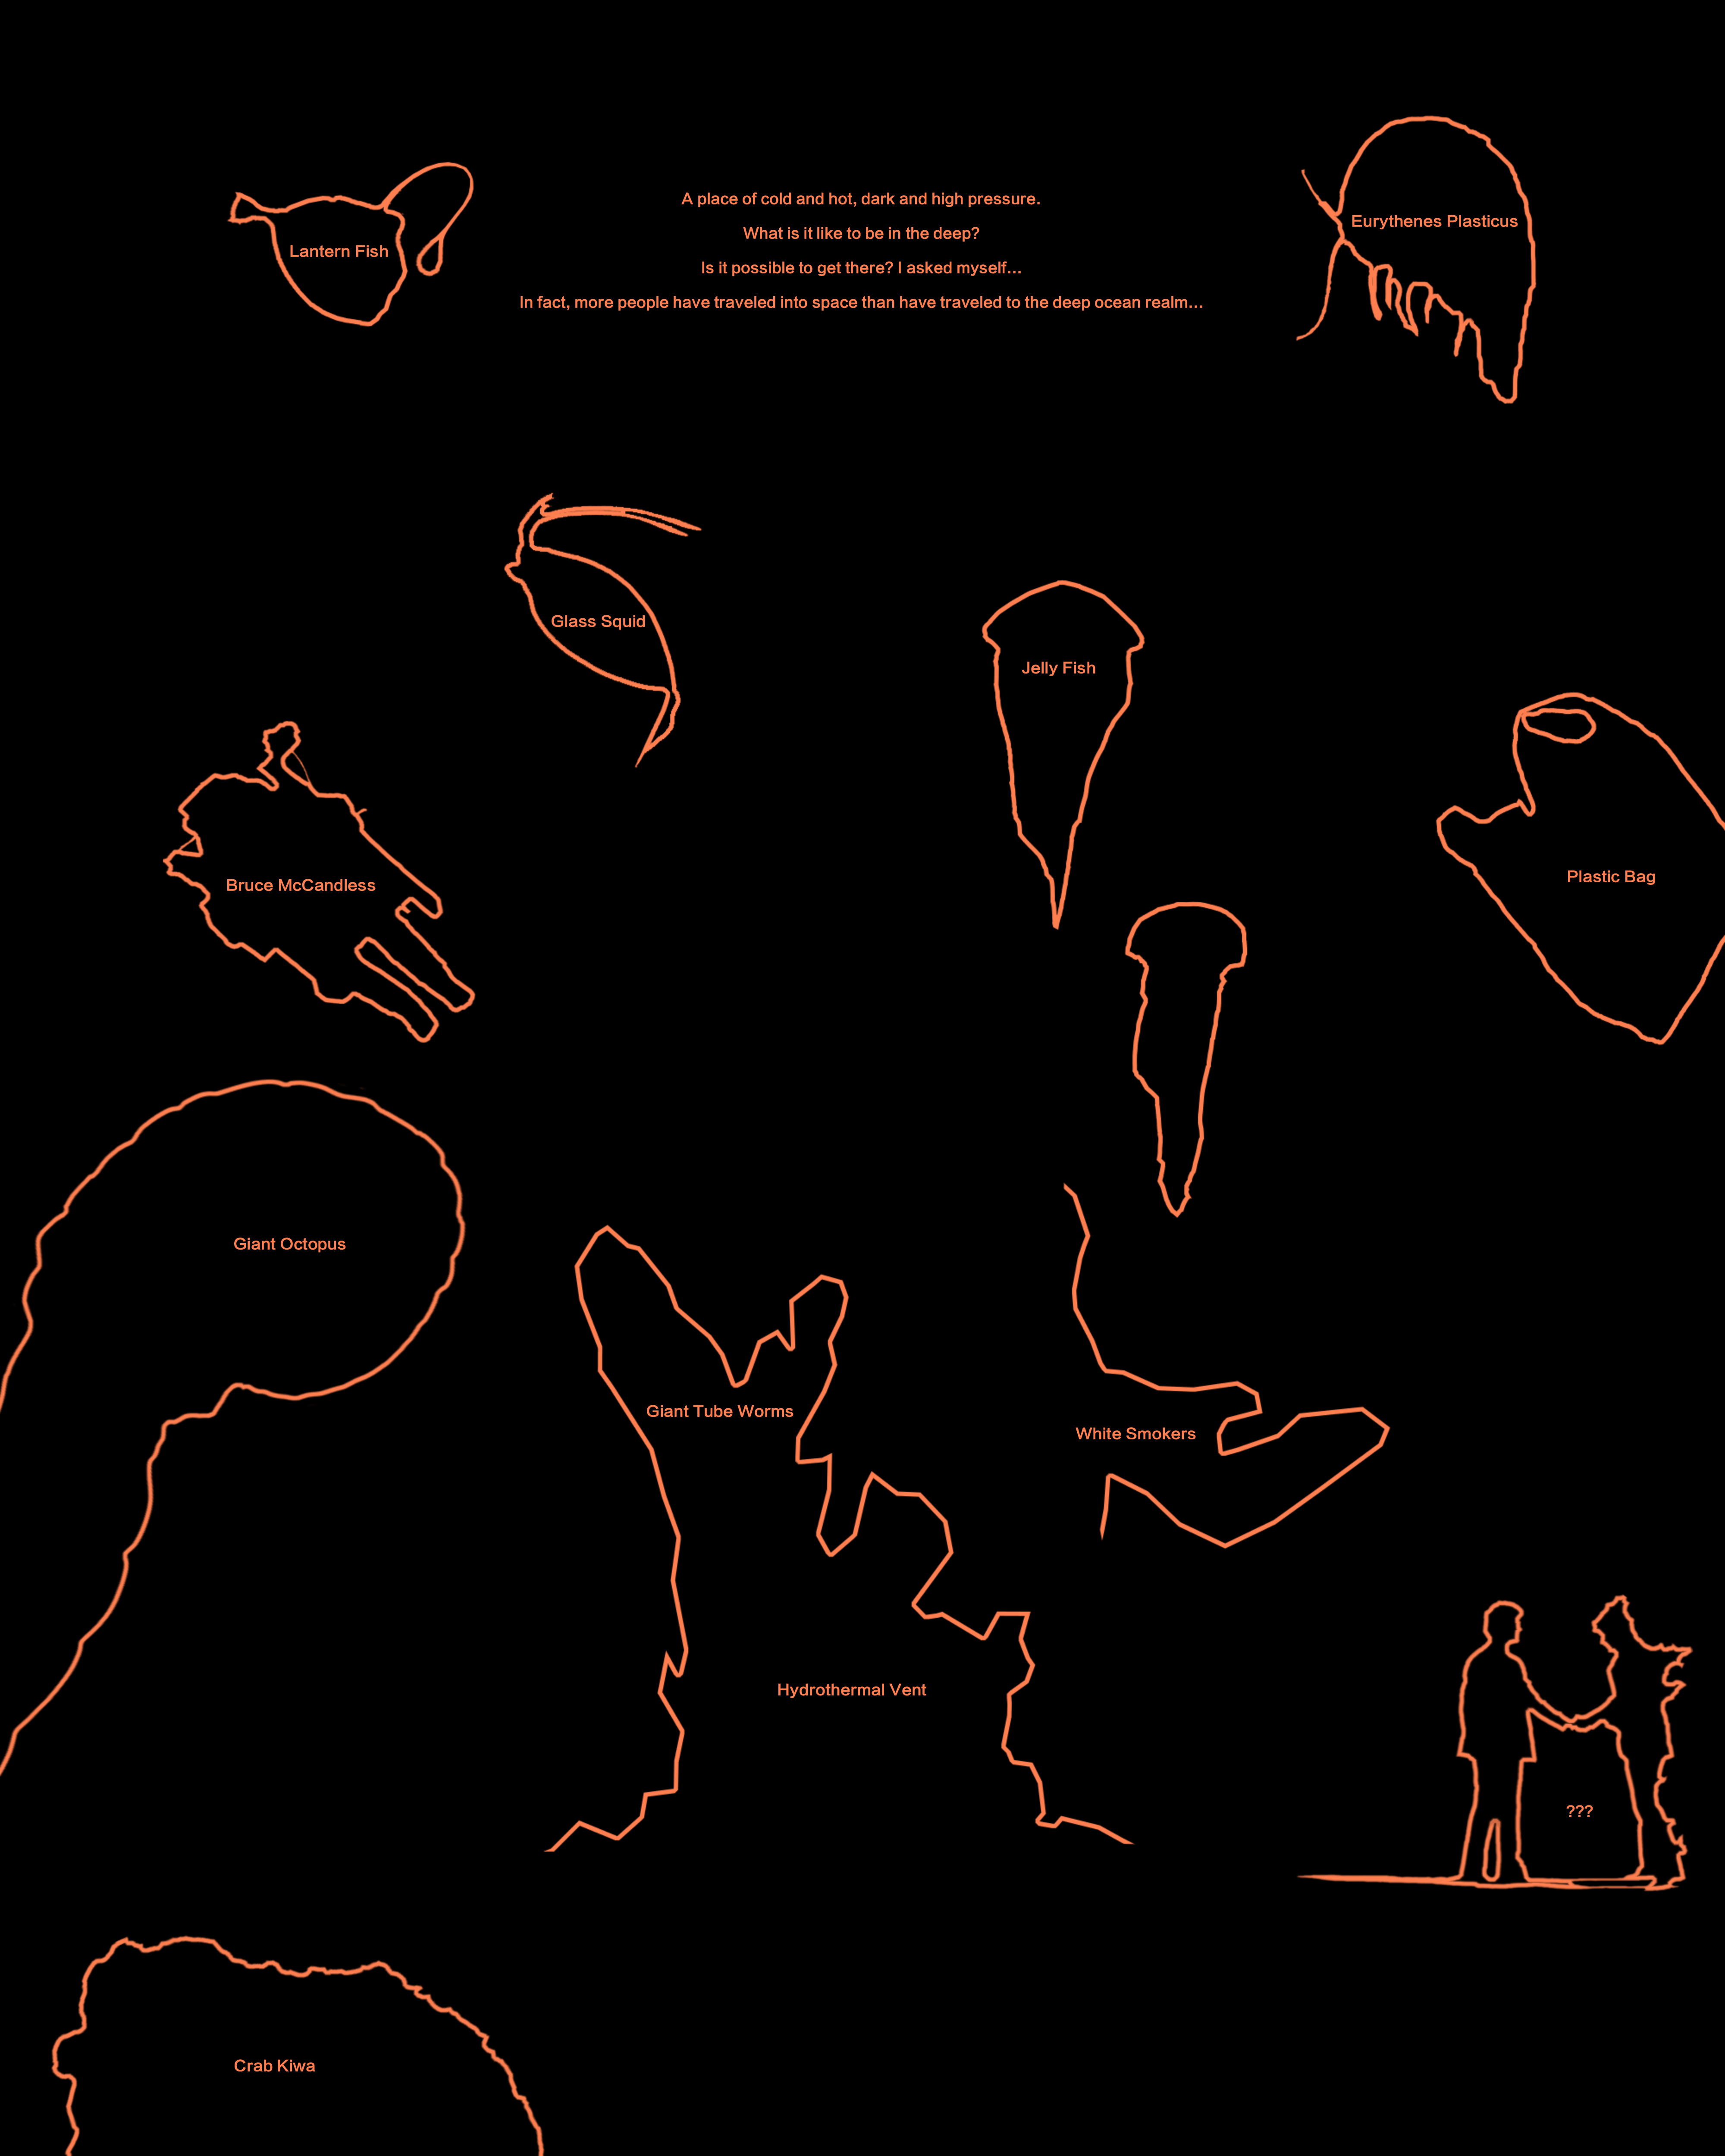 A place of cold and hot, dark and high pressure.
What is it like to be in the deep?
Is it possible to get there? I asked myself...
In fact, more people have traveled into space than have traveled to the deep ocean realm...
Lantern Fish
Eurythenes Plasticus
Glass Squid
Jelly Fish
Bruce McCandless
Plastic Bag
Giant Octopus
Giant Tube Worms
White Smokers
Hydrothermal Vent
???
Crab Kiwa